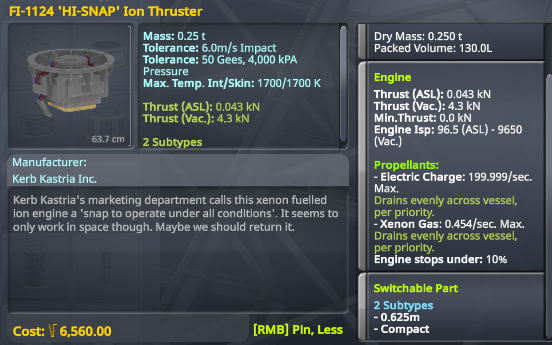 FI-1124 'HI-SNAP' Ion Thruster
Mass: 0.25 t
Tolerance: 6.0m/s Impact
Tolerance: 50 Gees, 4,000 kPA
Pressure
Max. Temp. Int/Skin: 1700/1700 K
Thrust (ASL): 0.043 kN
Thrust (Vac.): 4.3 kN
2 Subtypes
63.7 cm
Manufacturer:
Kerb Kastria Inc.
Kerb Kastria's marketing department calls this xenon fuelled
ion engine a 'snap to operate under all conditions'. It seems to
only work in space though. Maybe we should return it.
Cost: 6,560.00
[RMB] Pin, Less
Dry Mass: 0.250 t
Packed Volume: 130.0L
Engine
Thrust (ASL): 0.043 kN
Thrust (Vac.): 4.3 kN
Min.Thrust: 0.0 kN
Engine Isp: 96.5 (ASL) - 9650
(Vac.)
Propellants:
- Electric Charge: 199.999/sec.
Max.
Drains evenly across vessel,
per priority.
- Xenon Gas: 0.454/sec. Max.
Drains evenly across vessel,
per priority.
Engine stops under: 10%
Switchable Part
2 Subtypes
- 0.625m
- Compact